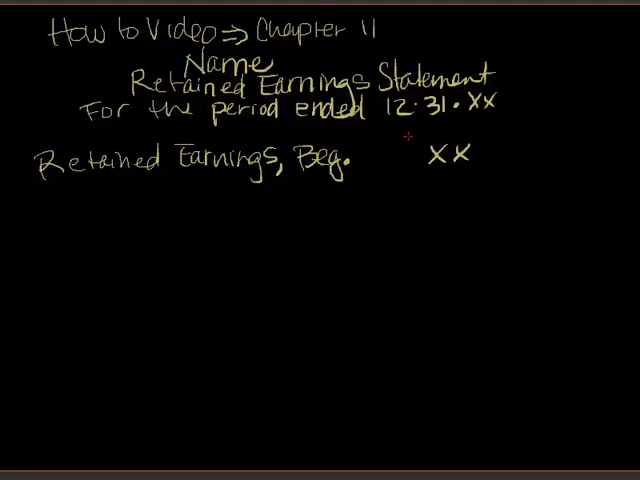 How to Video ⇒ Chapter 11
Name
Retained Earnings Statement
For the period ended 12·31·XX
Retained Earnings, Beg. XX